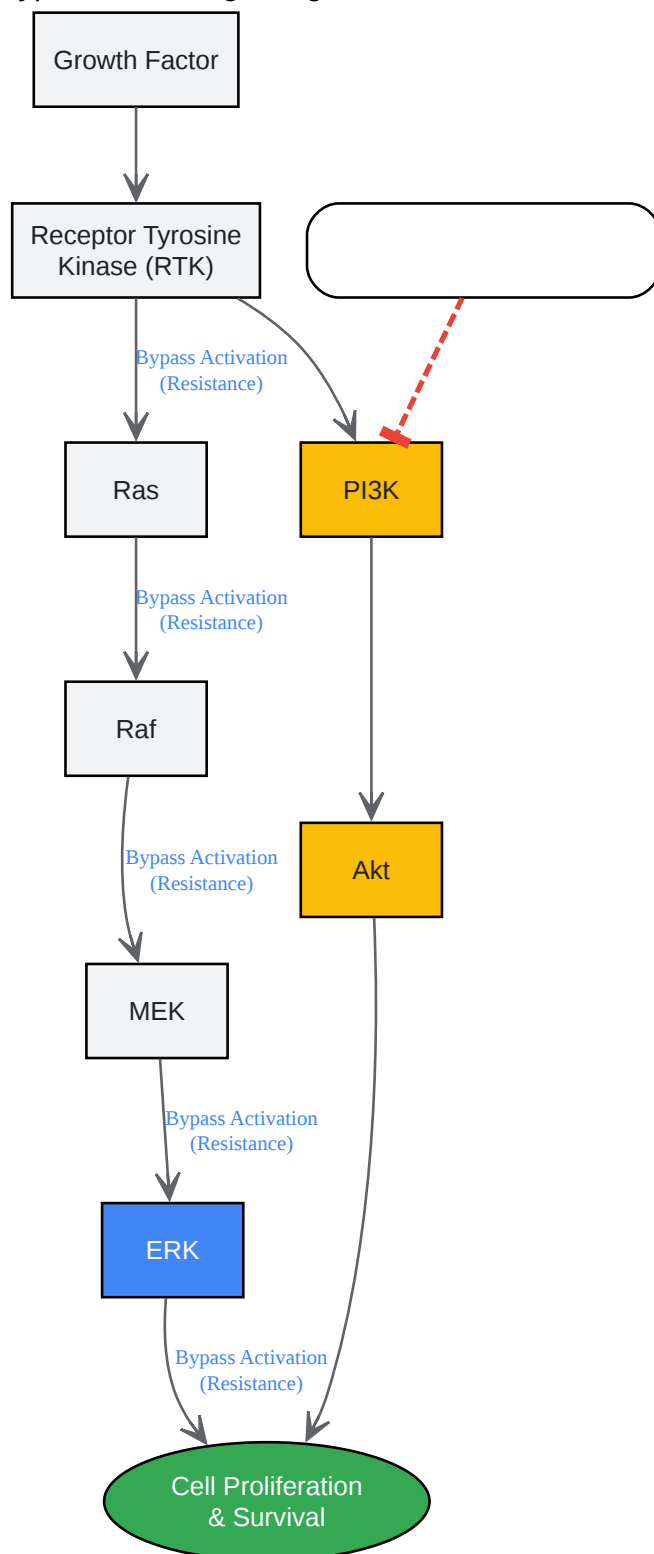 Growth Factor
Receptor Tyrosine
Kinase (RTK)
Bypass Activation
(Resistance)
Ras
PI3K
Bypass Activation
(Resistance)
Raf
Bypass Activation
(Resistance)
Akt
MEK
Bypass Activation
(Resistance)
ERK
Bypass Activation
(Resistance)
Cell Proliferation
& Survival